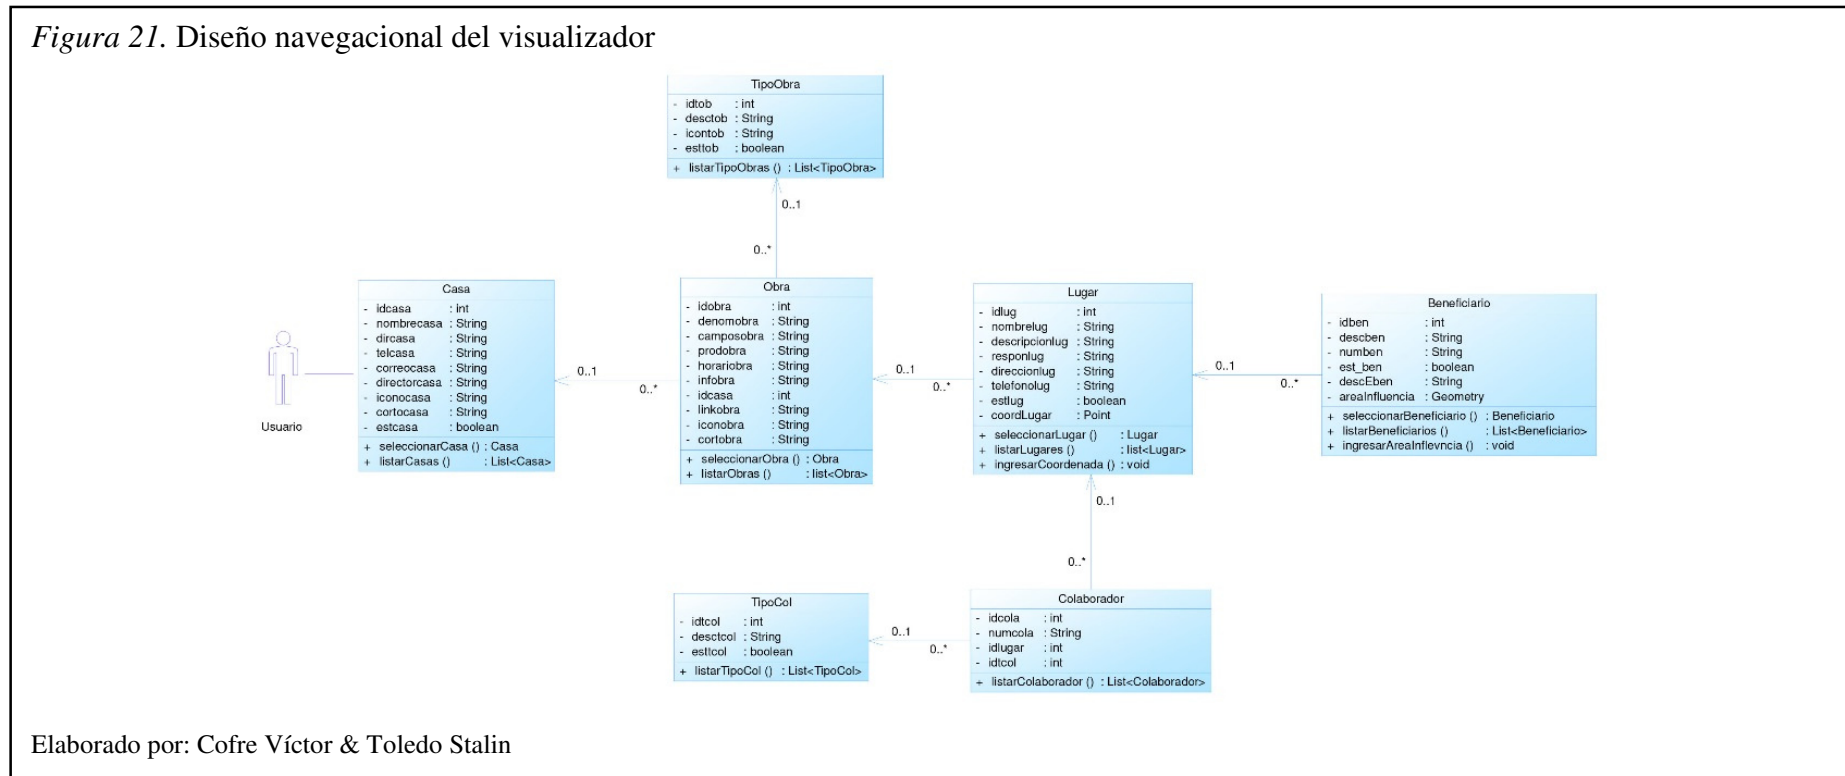 Figura 21. Diseño navegacional del visualizador
TipoObra
- idtob : int
- desctob : String
- icontob : String
- esttob : boolean
+ listarTipoObras () : List<TipoObra>
0..1
0..*
Usuario
Casa
- idcasa : int
- nombrecasa : String
- dircasa : String
- telcasa : String
- correocasa : String
- directorcasa : String
- iconocasa : String
- cortocasa : String
- estcasa : boolean
+ seleccionarCasa () : Casa
+ listarCasas () : List<Casa>
0..1
0..*
Obra
- idobra : int
- denomobra : String
- camposobra : String
- prodobra : String
- horariobra : String
- infobra : String
- idcasa : int
- linkobra : String
- iconobra : String
- cortobra : String
+ seleccionarObra () : Obra
+ listarObras () : list<Obra>
0..1
0..*
Lugar
- idlug : int
- nombrelug : String
- descripcionlug : String
- responlug : String
- direccionlug : String
- telefonolug : String
- estlug : boolean
- coordLugar : Point
+ seleccionarLugar () : Lugar
+ listarLugares () : list<Lugar>
+ ingresarCoordenada () : void
0..1
0..*
Beneficiario
- idben : int
- descben : String
- numben : String
- est_ben : boolean
- descEben : String
- areaInfluencia : Geometry
+ seleccionarBeneficiario () : Beneficiario
+ listarBeneficiarios () : List<Beneficiario>
+ ingresarAreaInflevncia () : void
0..1
0..*
TipoCol
- idtcol : int
- desctcol : String
- esttcol : boolean
+ listarTipoCol () : List<TipoCol>
0..1
0..*
Colaborador
- idcola : int
- numcola : String
- idlugar : int
- idtcol : int
+ listarColaborador () : List<Colaborador>
Elaborado por: Cofre Víctor & Toledo Stalin